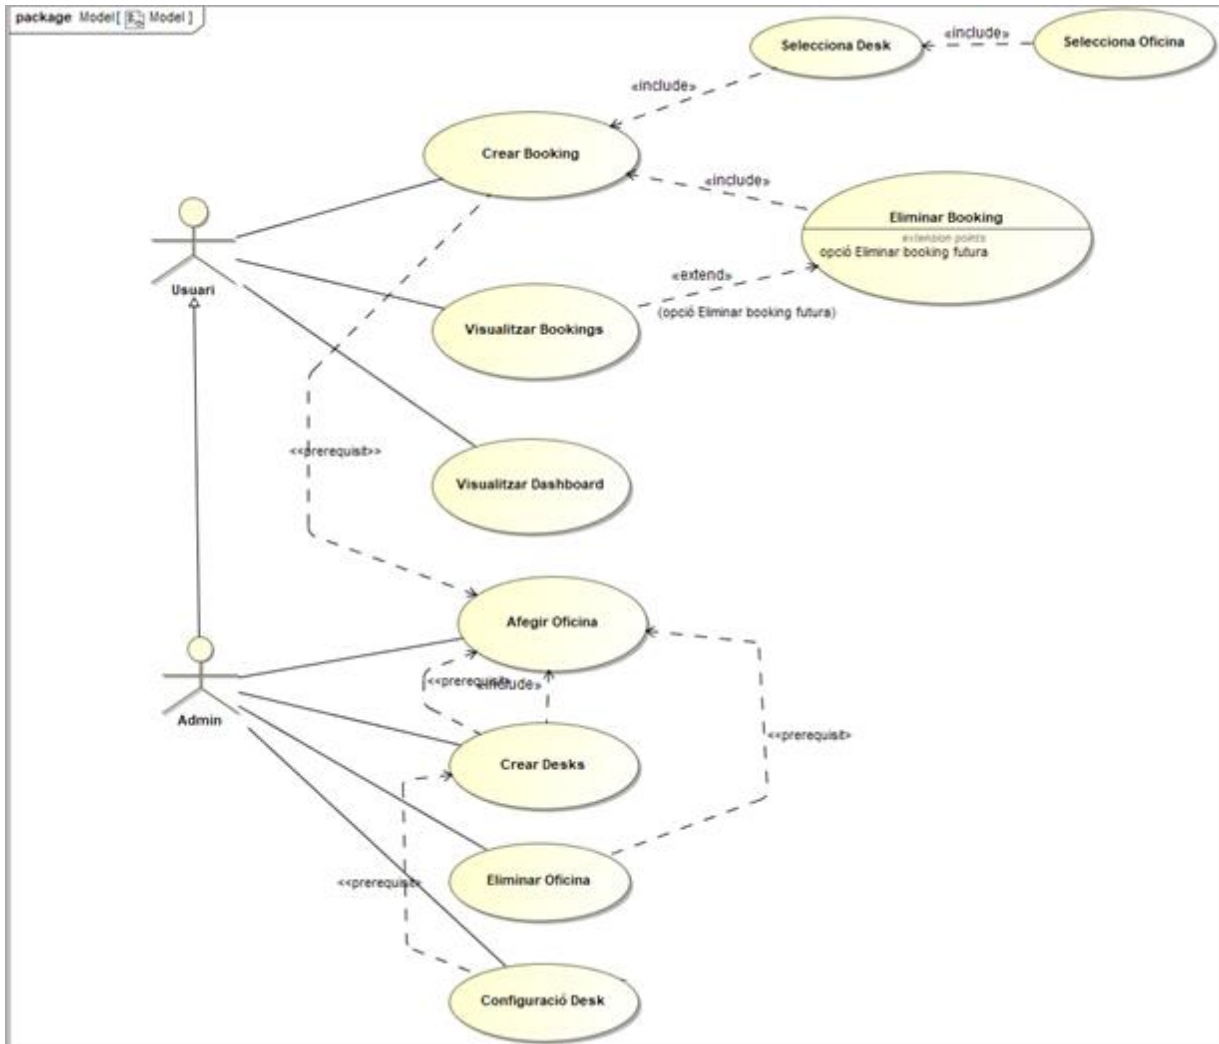 package Model[ Model ]
Selecciona Desk
«include»
Selecciona Oficina
«include»
Crear Booking
«include»
Eliminar Booking
extension points
opció Eliminar booking futura
Usuari
«extend»
(opció Eliminar booking futura)
Visualitzar Bookings
<<prerequisit>>
Visualitzar Dashboard
Afegir Oficina
<<prerequisit>
«include»
Admin
<<prerequisit>
Crear Desks
Eliminar Oficina
<<prerequisit>
Configuració Desk